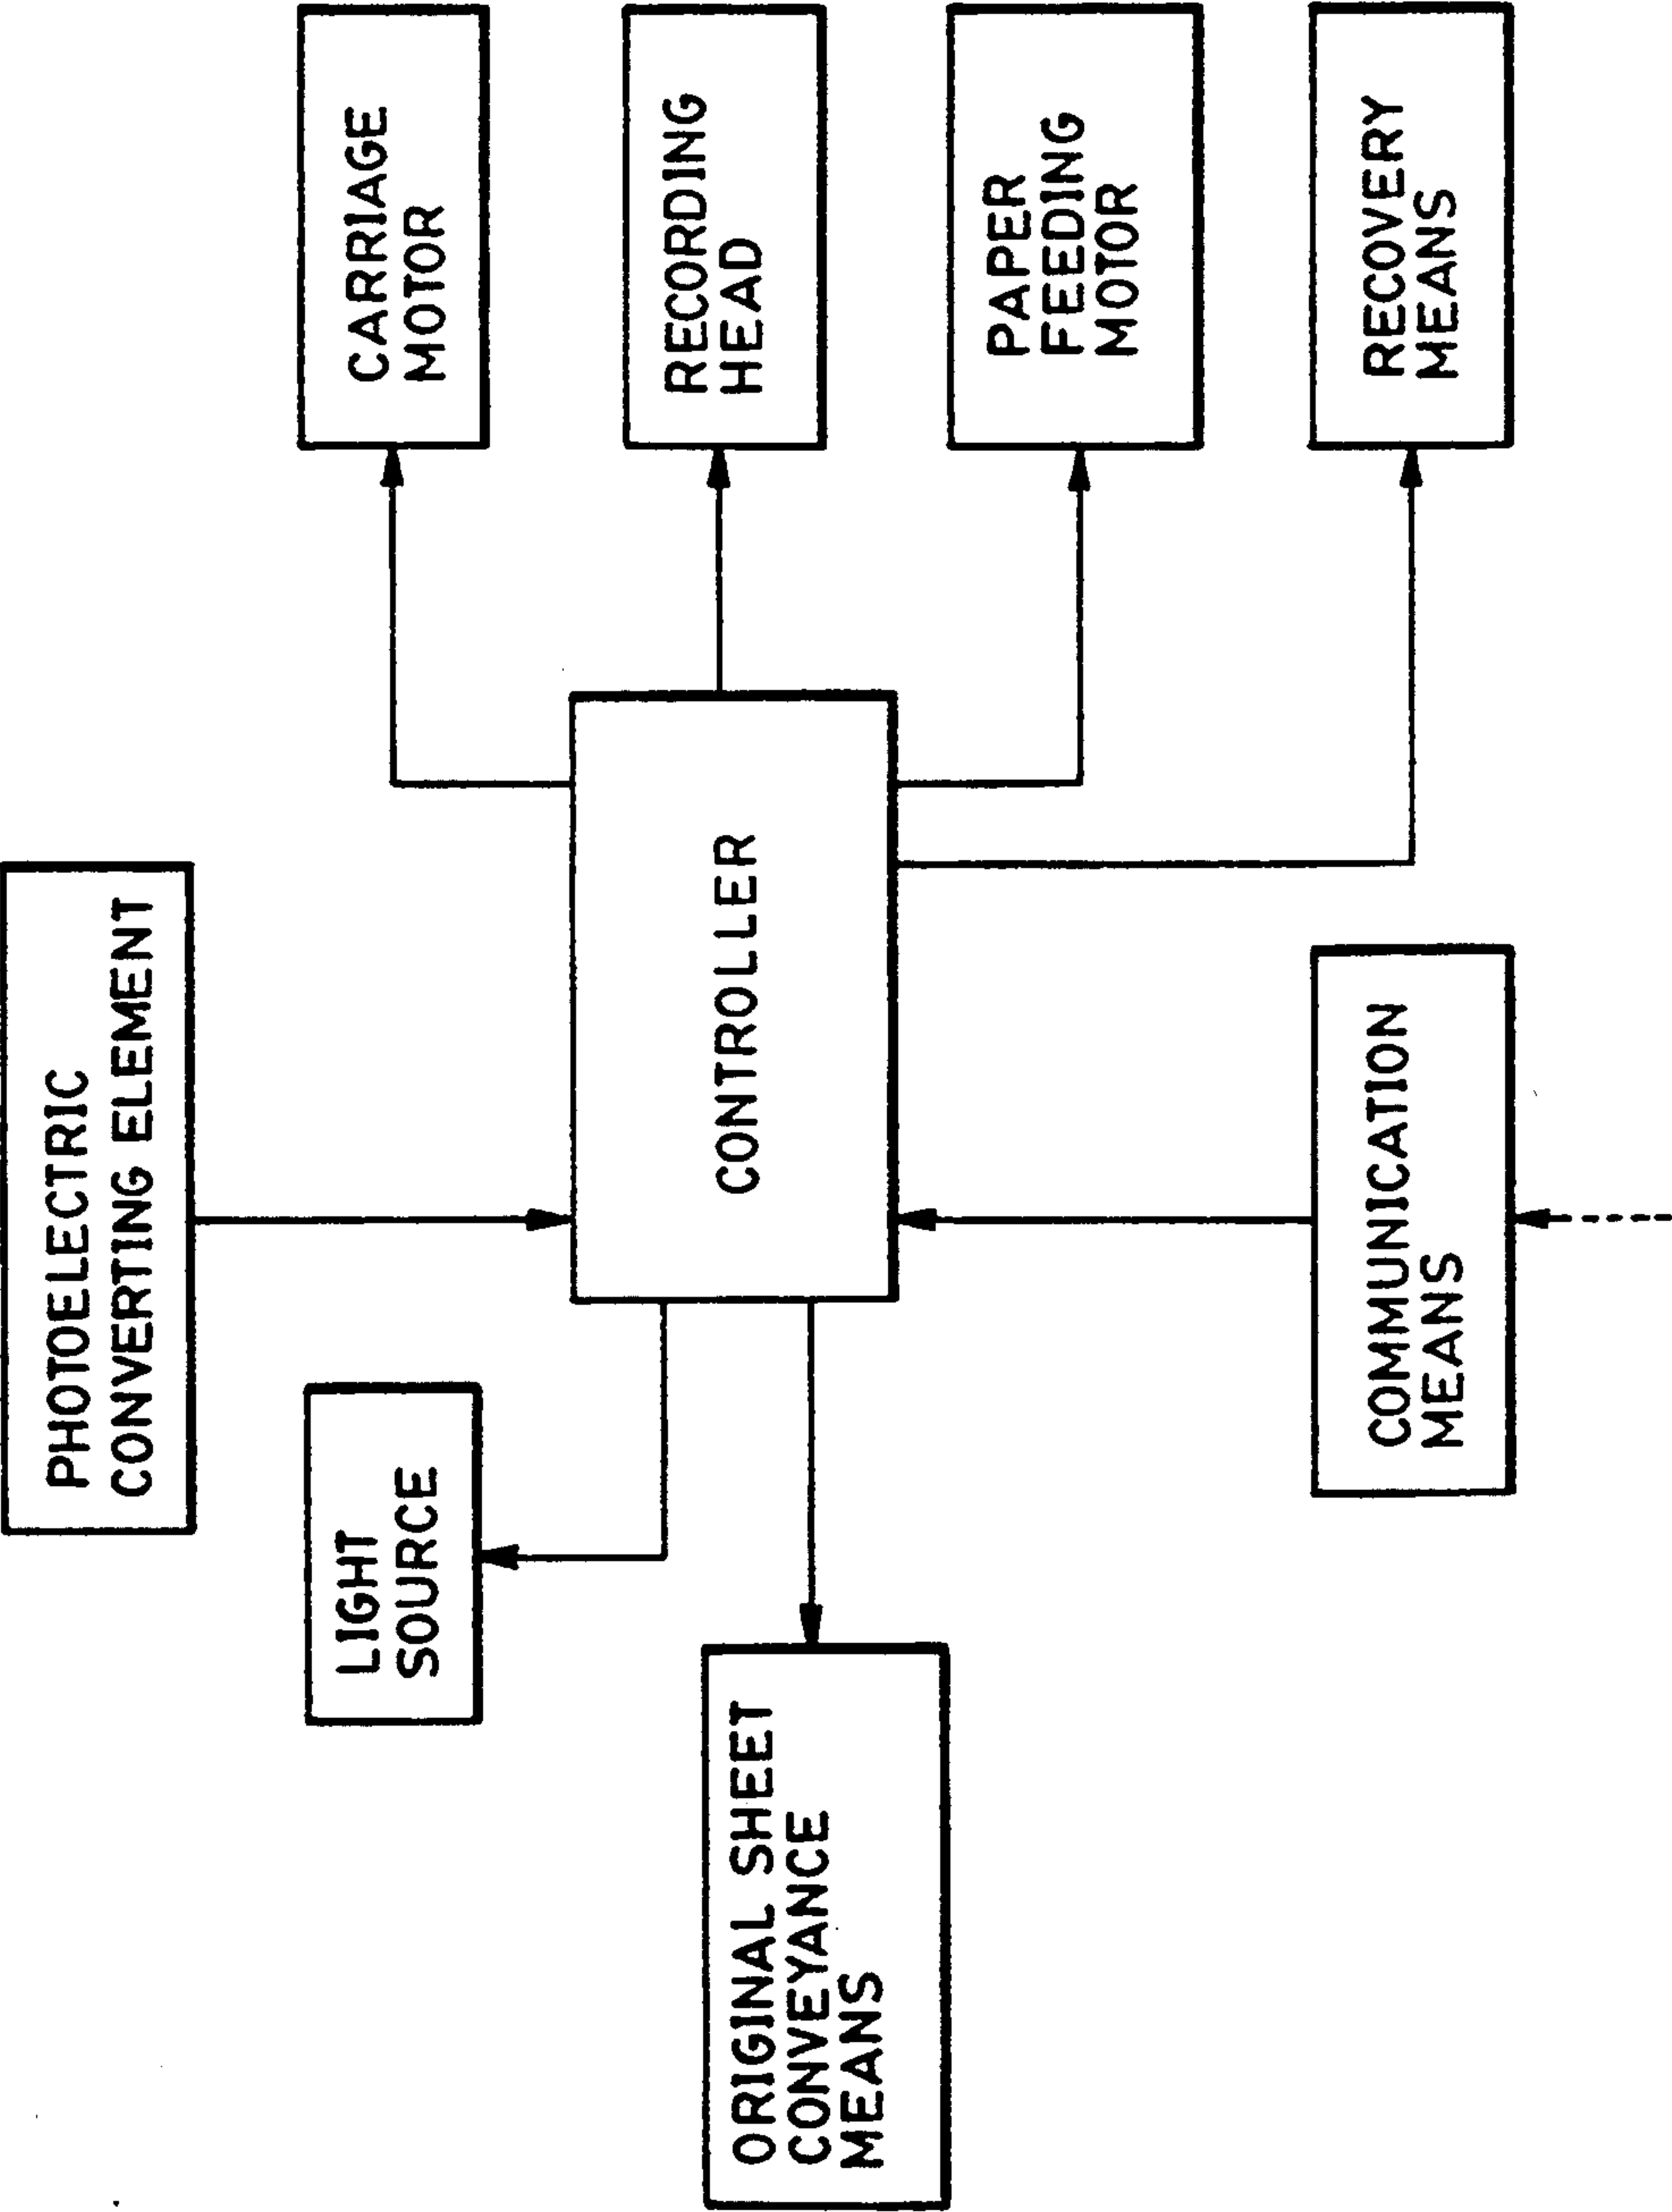 PHOTOELECTRIC
CONVERTING ELEMENT
LIGHT
SOURCE
CARRIAGE
MOTOR
ORIGINAL SHEET
CONVEYANCE
MEANS
CONTROLLER
RECORDING
HEAD
PAPER
FEEDING
MOTOR
COMMUNICATION
MEANS
RECOVERY
MEANS